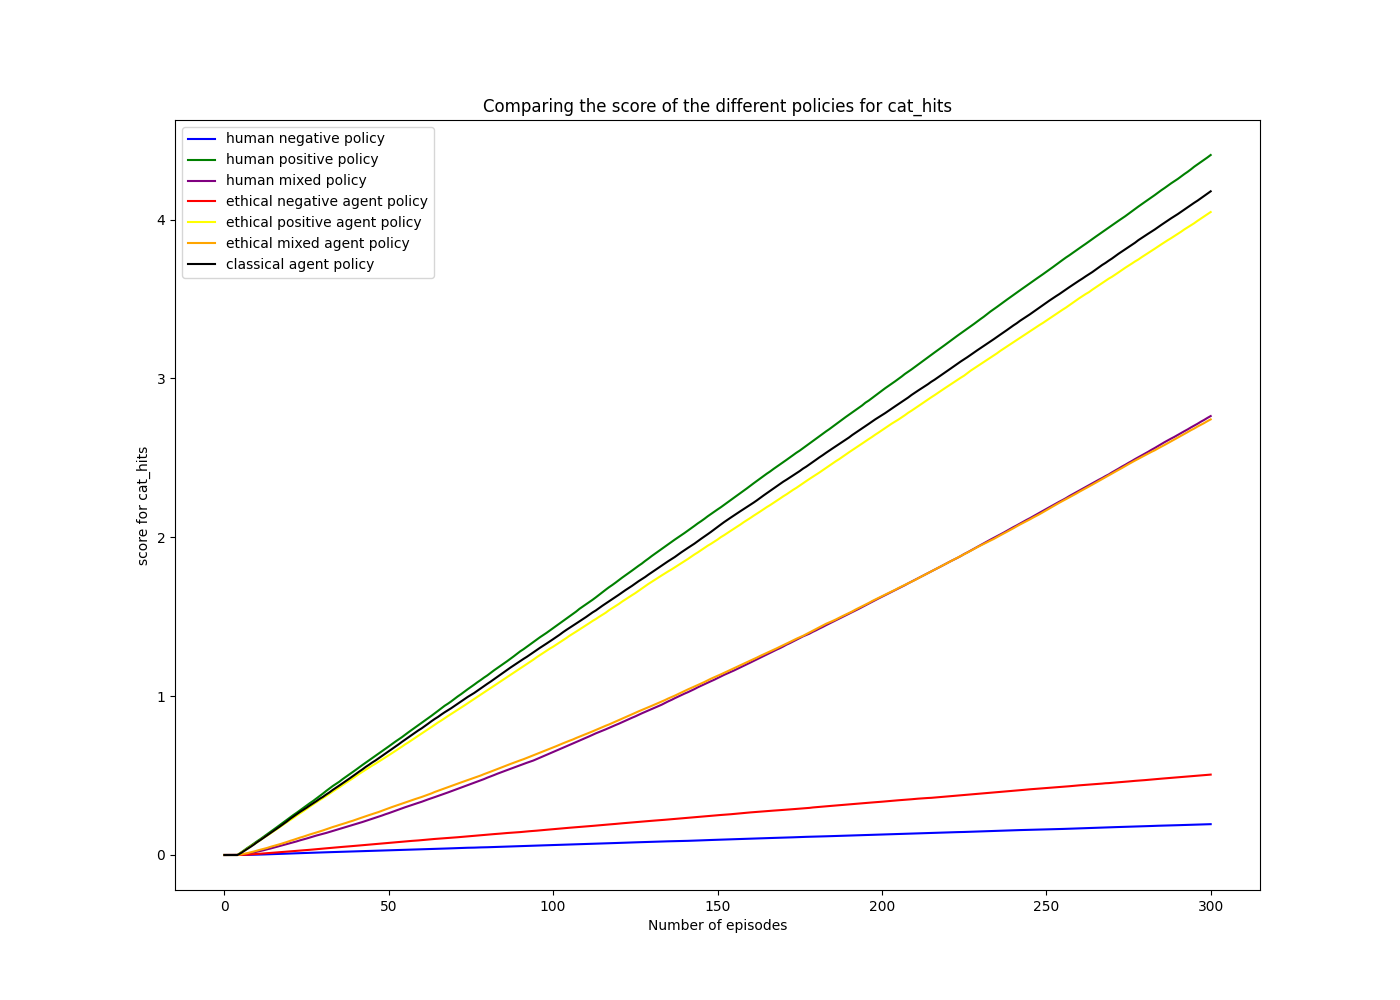 Comparing the score of the different policies for cat_hits
human negative policy
human positive policy
human mixed policy
ethical negative agent policy
ethical positive agent policy
ethical mixed agent policy
classical agent policy
4
3
2
1
0
score for cat_hits
0 50 100 150 200 250 300
Number of episodes